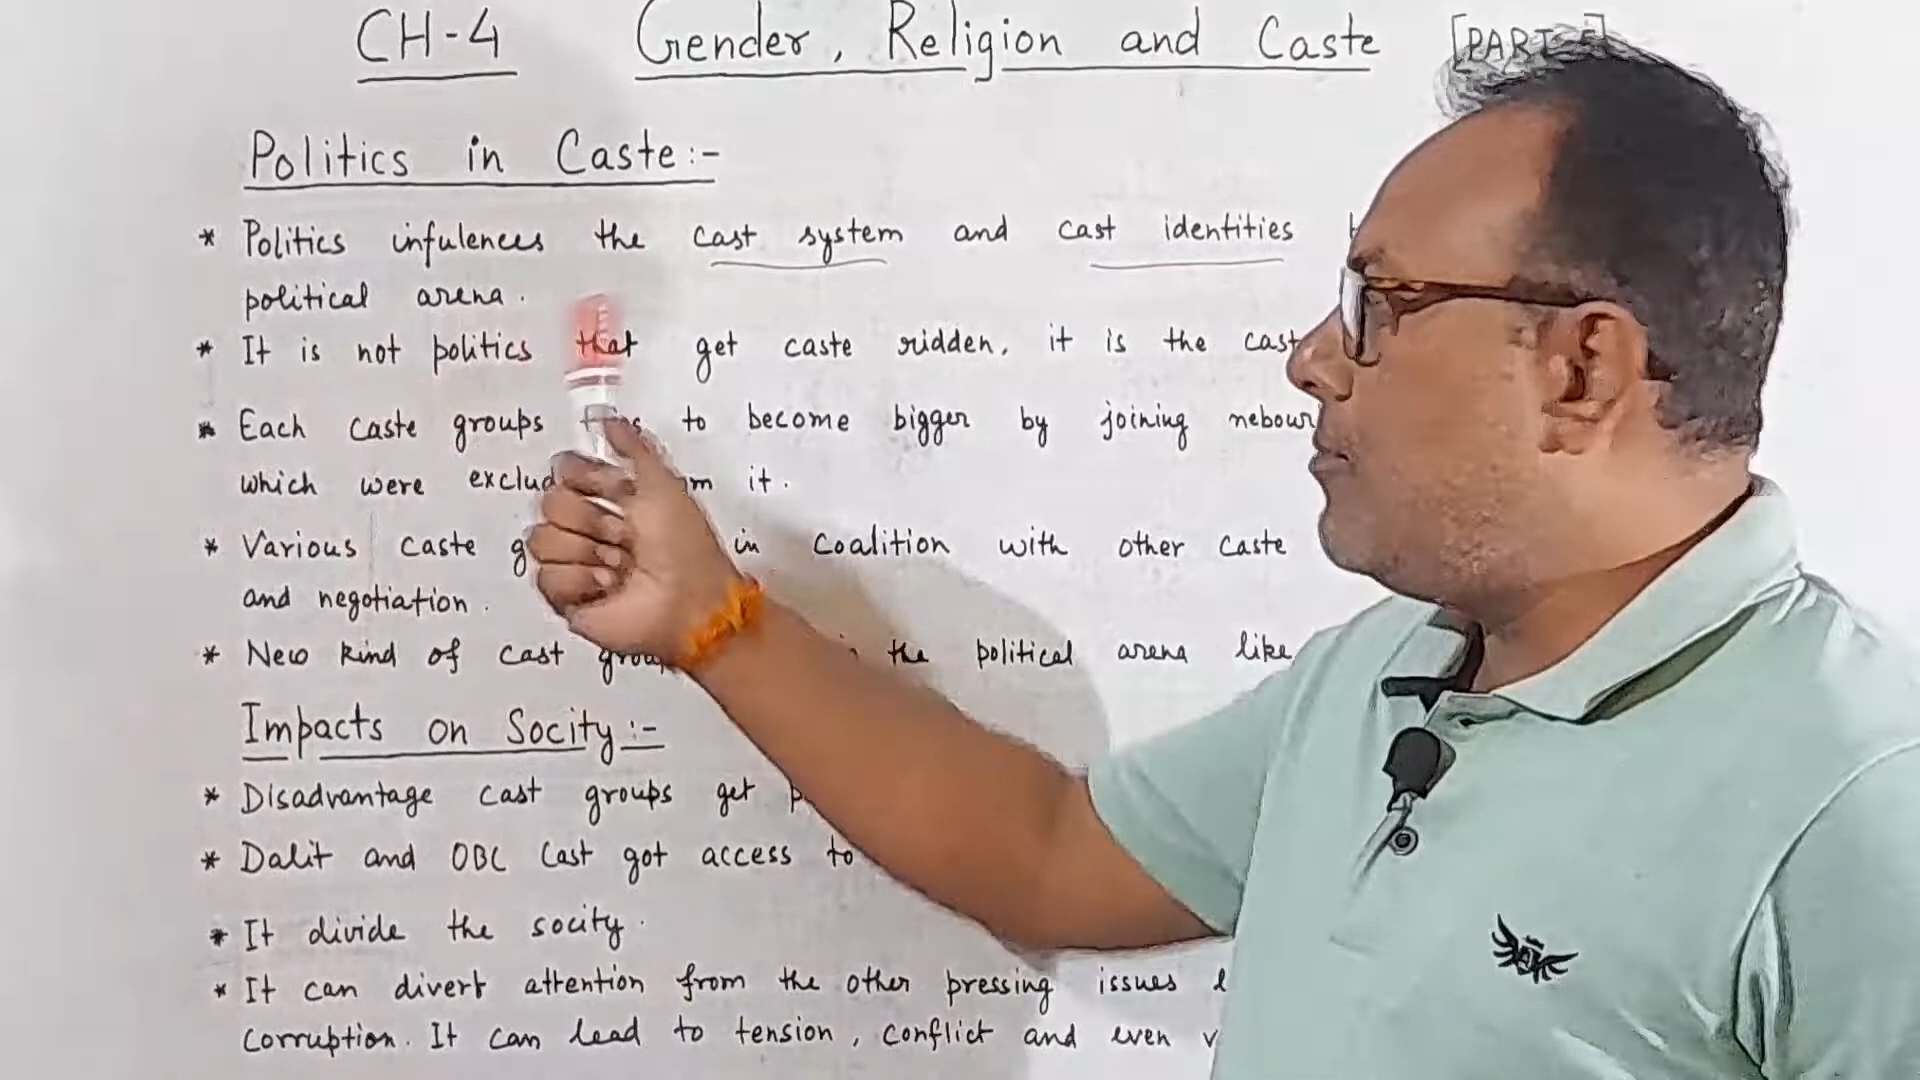 CH-4 Gender, Religion and Caste [PART-5]
Politics in Caste:-
* Politics infulences the cast system and cast identities
political arena.
* It is not politics that get caste ridden, it is the
* Each caste groups to become bigger by joining
which were it.
* Various caste in coalition with other caste
and negotiation.
* New kind of cast the political arena like
Impacts on Socity:-
* Disadvantage cast groups get
* Dalit and OBC Cast got access to
* It divide the socity.
* It can divert attention from the other pressing issues
corruption. It can lead to tension, conflict and even